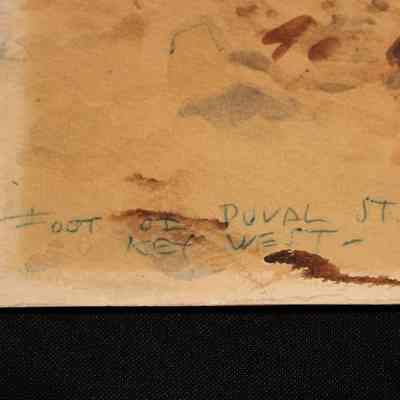 FOOT OF DUVAL ST.
KEY WEST-